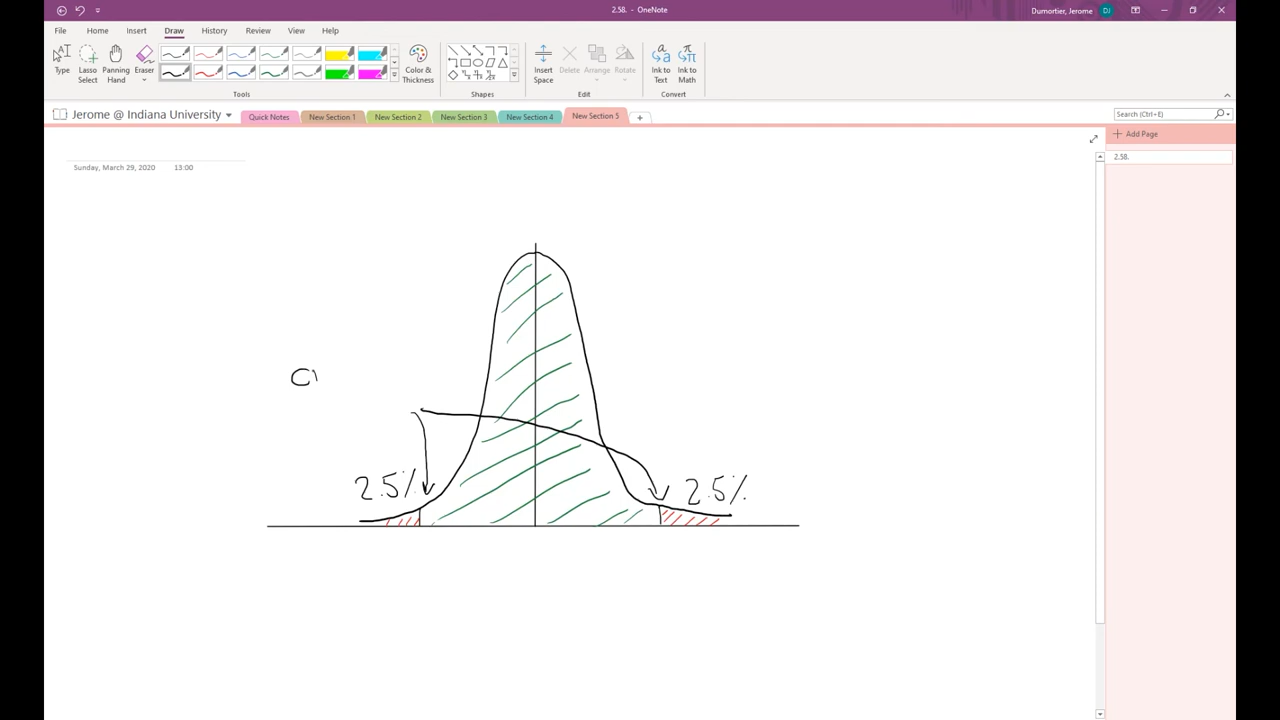 2.58. - OneNote
Dumortier, Jerome DJ
File Home Insert Draw History Review View Help
Type
Lasso Select
Panning Hand
Eraser
Color & Thickness
Insert Space
Delete
Arrange
Rotate
Ink to Text
Ink to Math
Tools
Shapes
Edit
Convert
Jerome @ Indiana University
Quick Notes New Section 1 New Section 2 New Section 3 New Section 4 New Section 5
Search (Ctrl+E)
Add Page
2.58.
Sunday, March 29, 2020 13:00
2.5%
2.5%.